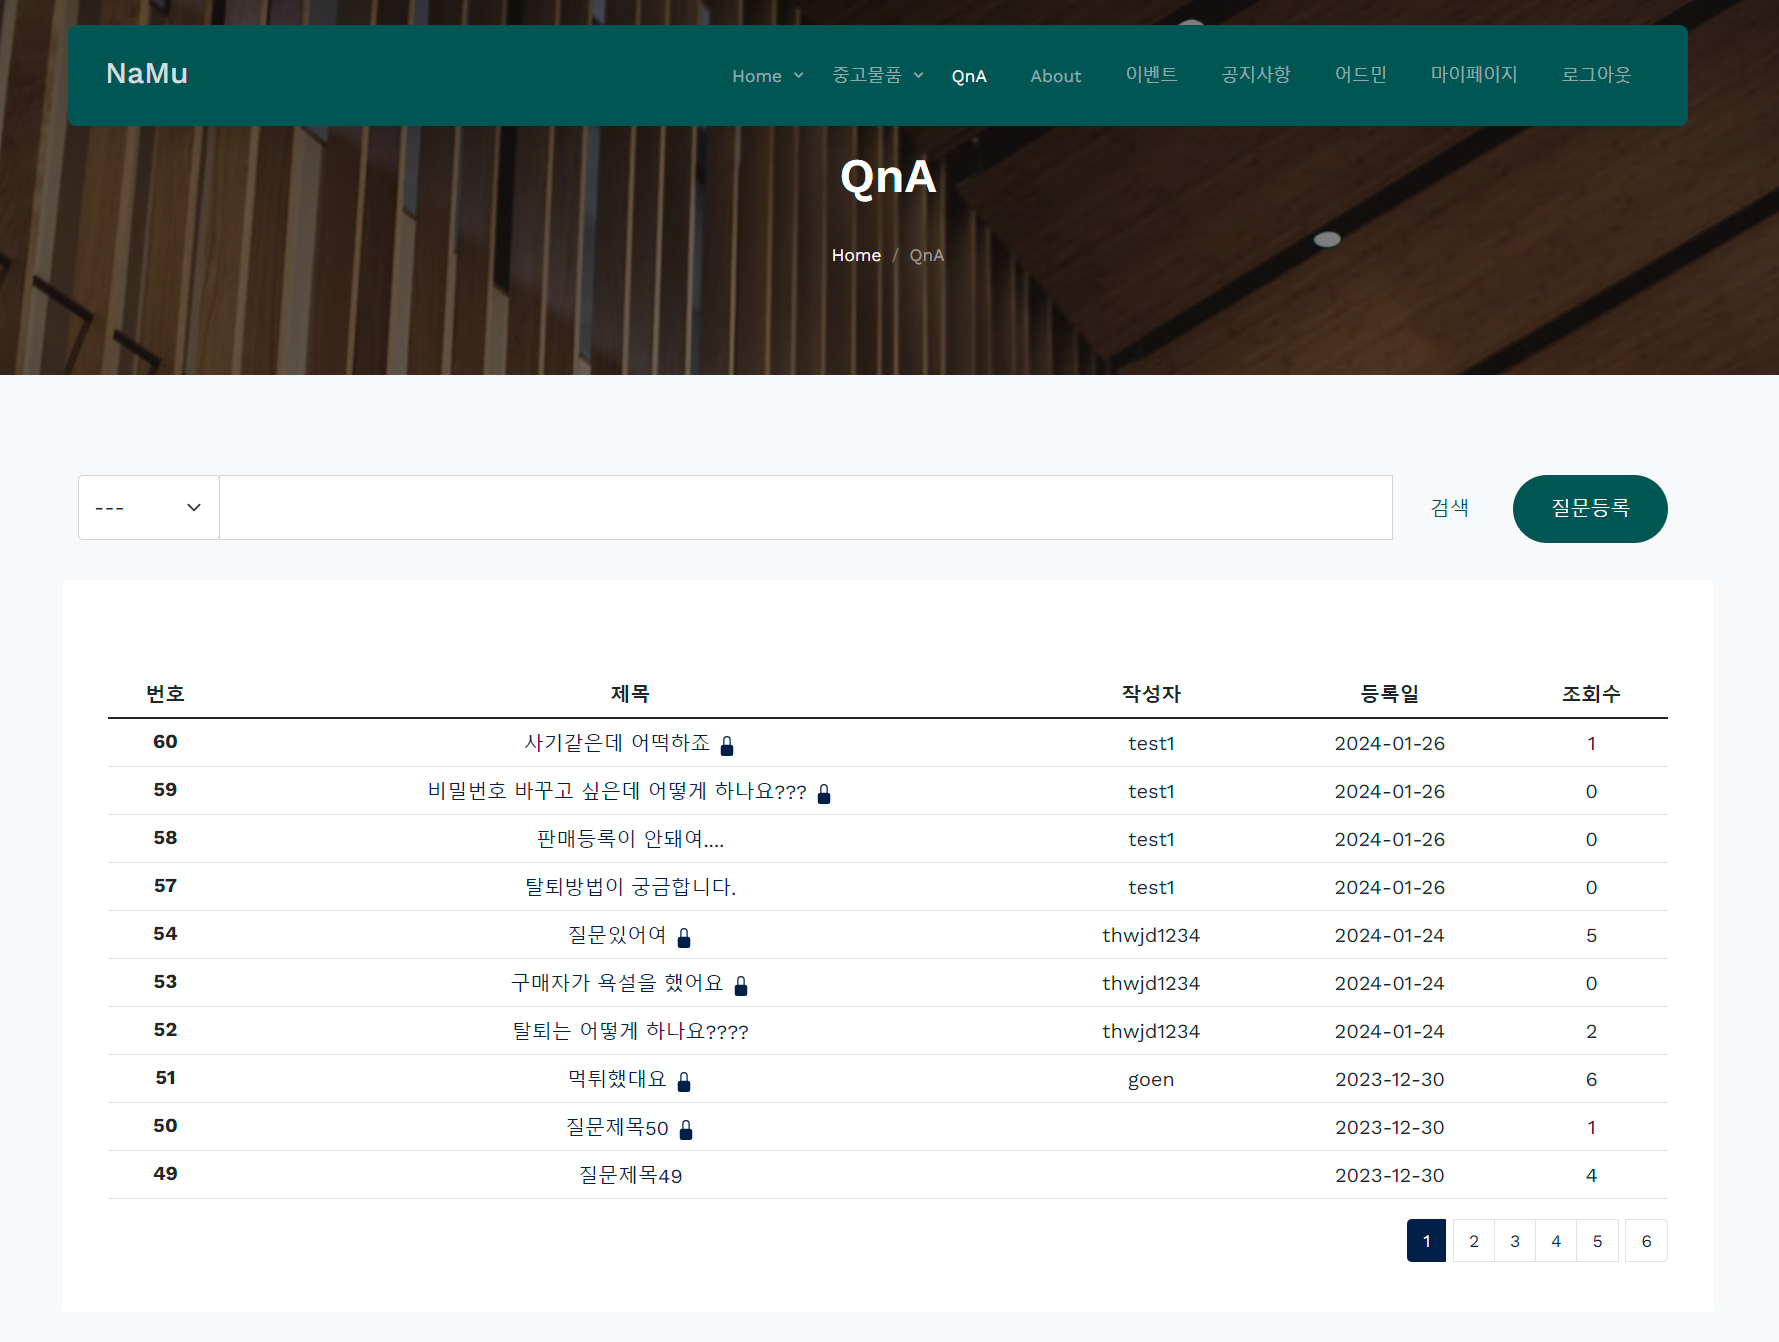 NaMu
Home 중고물품 QnA About 이벤트 공지사항 어드민 마이페이지 로그아웃
QnA
Home / QnA
--- 검색 질문등록
번호 제목 작성자 등록일 조회수
60 사기같은데 어떡하죠 test1 2024-01-26 1
59 비밀번호 바꾸고 싶은데 어떻게 하나요??? test1 2024-01-26 0
58 판매등록이 안돼여.... test1 2024-01-26 0
57 탈퇴방법이 궁금합니다. test1 2024-01-26 0
54 질문있어여 thwjd1234 2024-01-24 5
53 구매자가 욕설을 했어요 thwjd1234 2024-01-24 0
52 탈퇴는 어떻게 하나요???? thwjd1234 2024-01-24 2
51 먹튀했대요 goen 2023-12-30 6
50 질문제목50 2023-12-30 1
49 질문제목49 2023-12-30 4
1 2 3 4 5 6